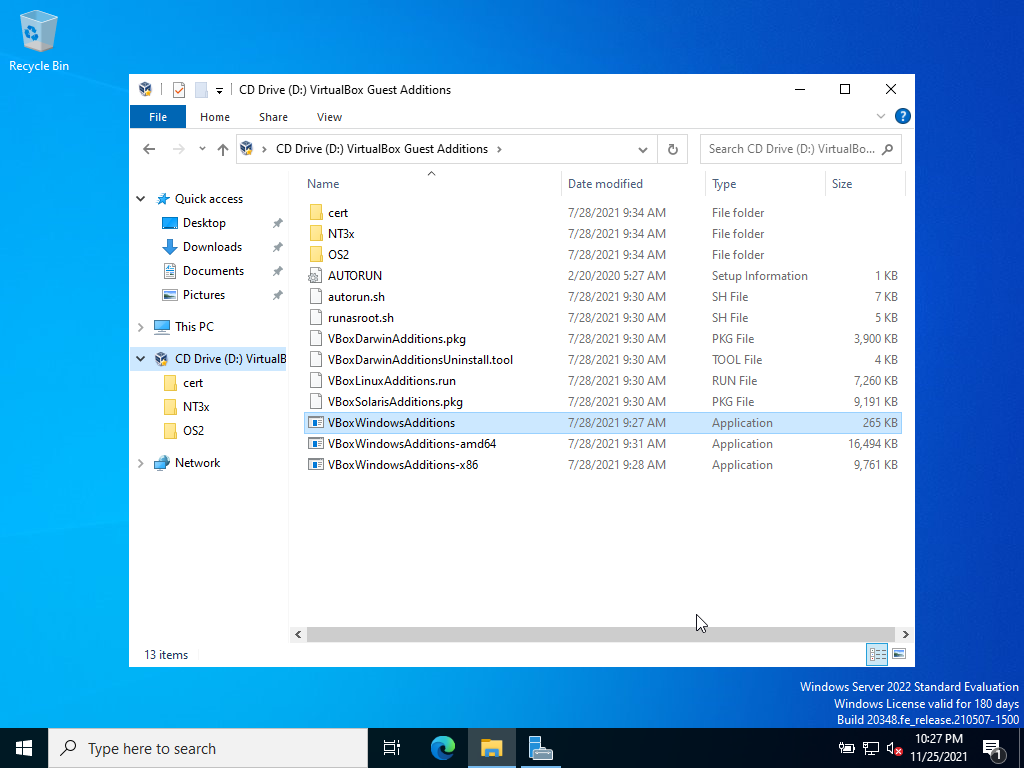 Recycle Bin
CD Drive (D:) VirtualBox Guest Additions
File Home Share View
CD Drive (D:) VirtualBox Guest Additions
Search CD Drive (D:) VirtualBo...
Name Date modified Type Size
Quick access
Desktop
Downloads
Documents
Pictures
This PC
CD Drive (D:) VirtualB
cert
NT3x
OS2
Network
cert 7/28/2021 9:34 AM File folder
NT3x 7/28/2021 9:34 AM File folder
OS2 7/28/2021 9:34 AM File folder
AUTORUN 2/20/2020 5:27 AM Setup Information 1 KB
autorun.sh 7/28/2021 9:30 AM SH File 7 KB
runasroot.sh 7/28/2021 9:30 AM SH File 5 KB
VBoxDarwinAdditions.pkg 7/28/2021 9:30 AM PKG File 3,900 KB
VBoxDarwinAdditionsUninstall.tool 7/28/2021 9:30 AM TOOL File 4 KB
VBoxLinuxAdditions.run 7/28/2021 9:30 AM RUN File 7,260 KB
VBoxSolarisAdditions.pkg 7/28/2021 9:30 AM PKG File 9,191 KB
VBoxWindowsAdditions 7/28/2021 9:27 AM Application 265 KB
VBoxWindowsAdditions-amd64 7/28/2021 9:31 AM Application 16,494 KB
VBoxWindowsAdditions-x86 7/28/2021 9:28 AM Application 9,761 KB
13 items
Windows Server 2022 Standard Evaluation
Windows License valid for 180 days
Build 20348.fe_release.210507-1500
Type here to search
10:27 PM
11/25/2021
1